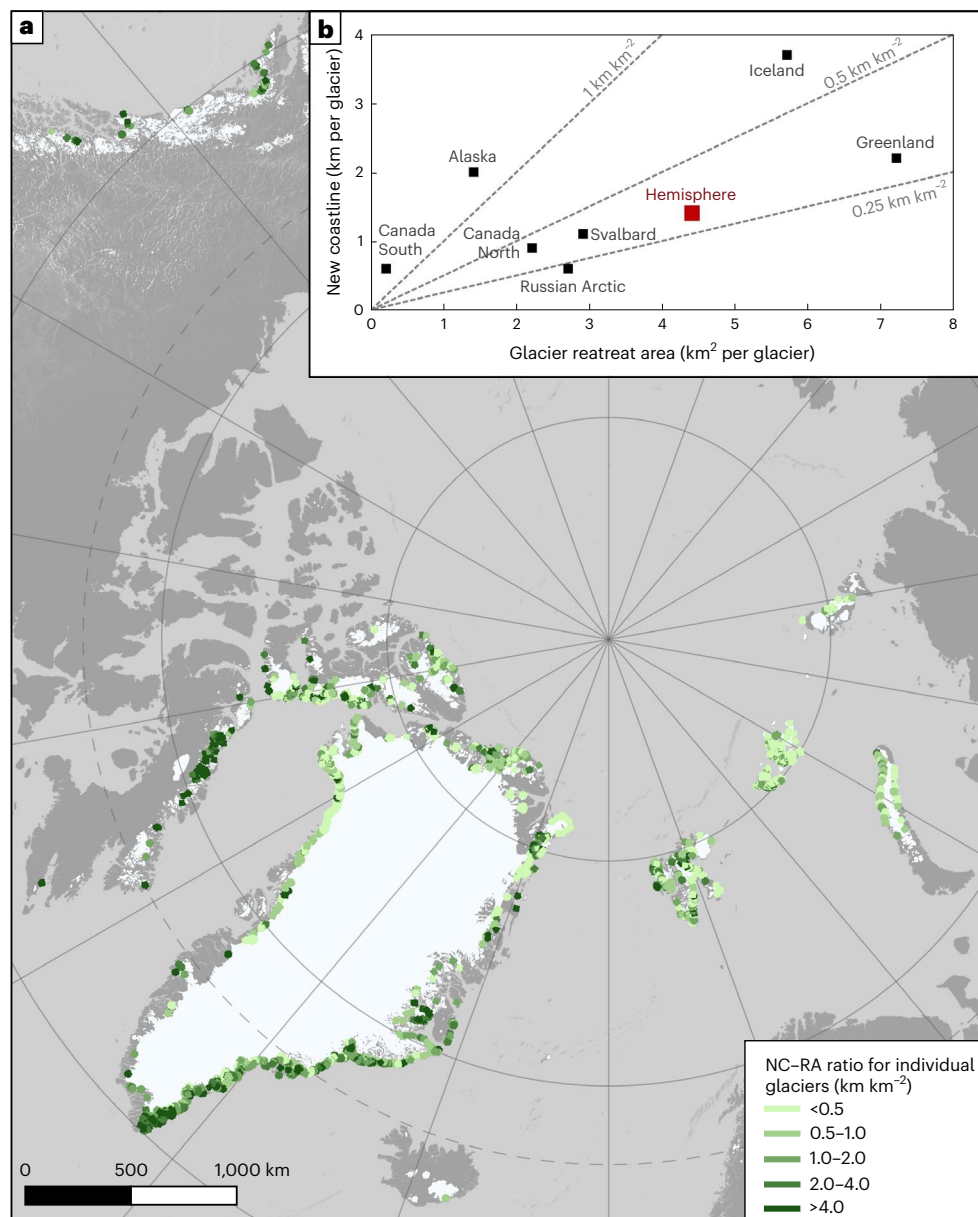 a
b
New coastline (km per glacier)
4
3
2
1
0
1 km km⁻²
0.5 km km⁻²
0.25 km km⁻²
Iceland
Greenland
Alaska
Hemisphere
Canada
South
Canada
North
Svalbard
Russian Arctic
0 1 2 3 4 5 6 7 8
Glacier reatreat area (km² per glacier)
0 500 1,000 km
NC–RA ratio for individual
glaciers (km km⁻²)
<0.5
0.5–1.0
1.0–2.0
2.0–4.0
>4.0